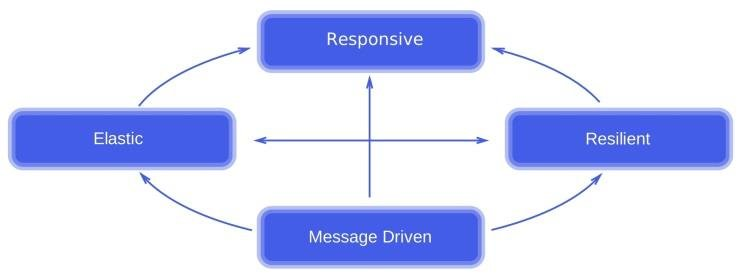 Responsive
Elastic
Resilient
Message Driven